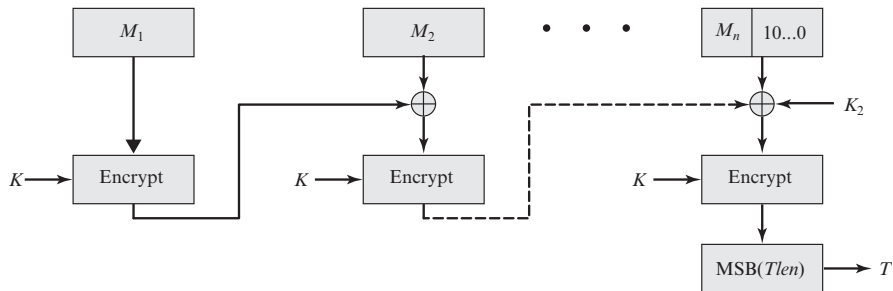 M₁ M₂ • • • Mₙ 10...0
K₂
K Encrypt K Encrypt K Encrypt
MSB(Tlen) T